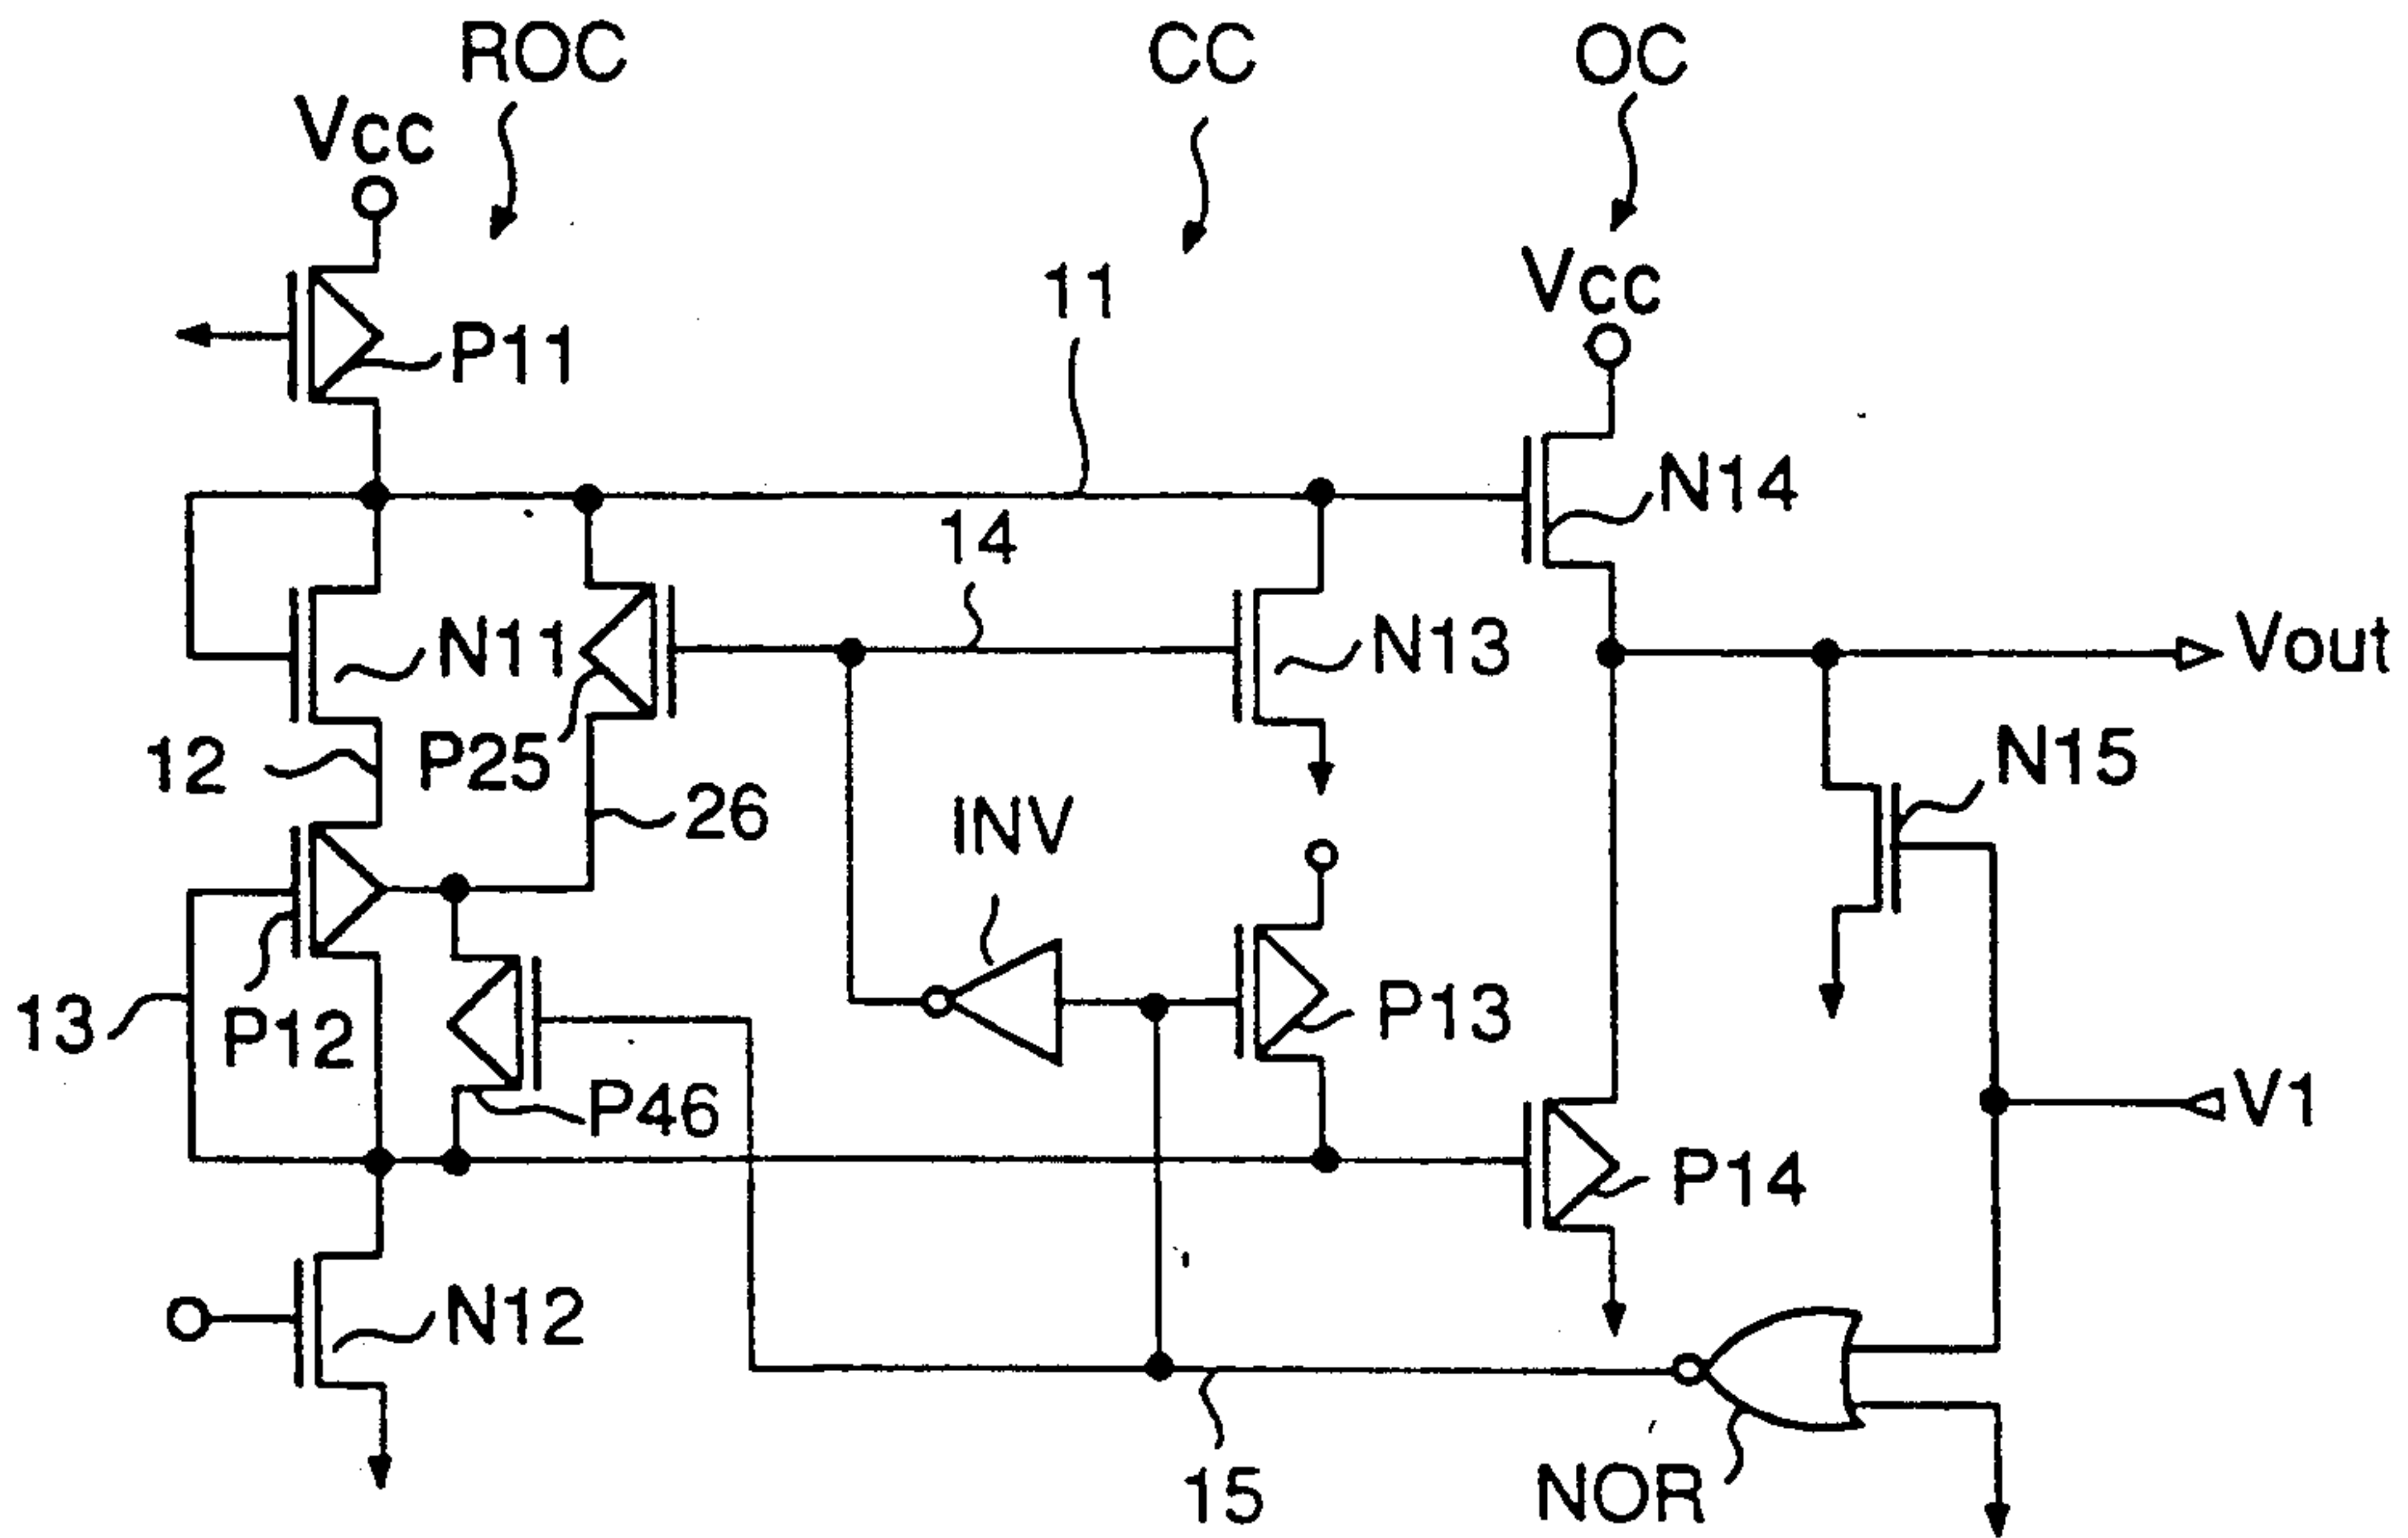 ROC
CC
OC
Vcc
11
Vcc
P11
N14
14
N11
N13
Vout
12
P25
N15
26
INV
13
P12
P13
P46
V1
P14
N12
15
NOR